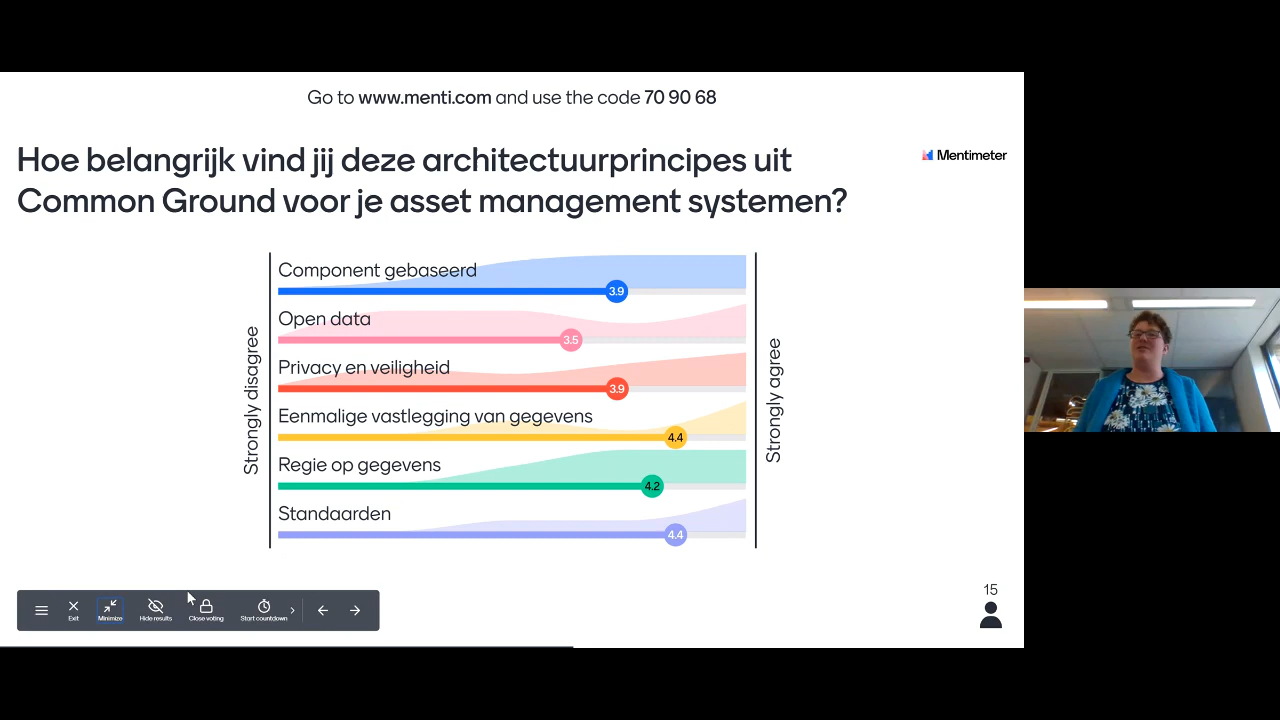 Go to www.menti.com and use the code 70 90 68
Hoe belangrijk vind jij deze architectuurprincipes uit
Common Ground voor je asset management systemen?
Mentimeter
Strongly disagree
Component gebaseerd
3.9
Open data
3.5
Privacy en veiligheid
3.9
Eenmalige vastlegging van gegevens
4.4
Regie op gegevens
4.2
Standaarden
4.4
Strongly agree
Exit
Minimize
Hide results
Close voting
Start countdown
15